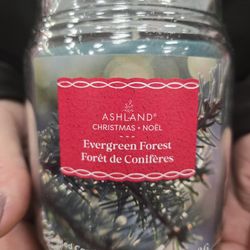 ASHLAND®
CHRISTMAS • NOËL
Evergreen Forest
Forêt de Conifères